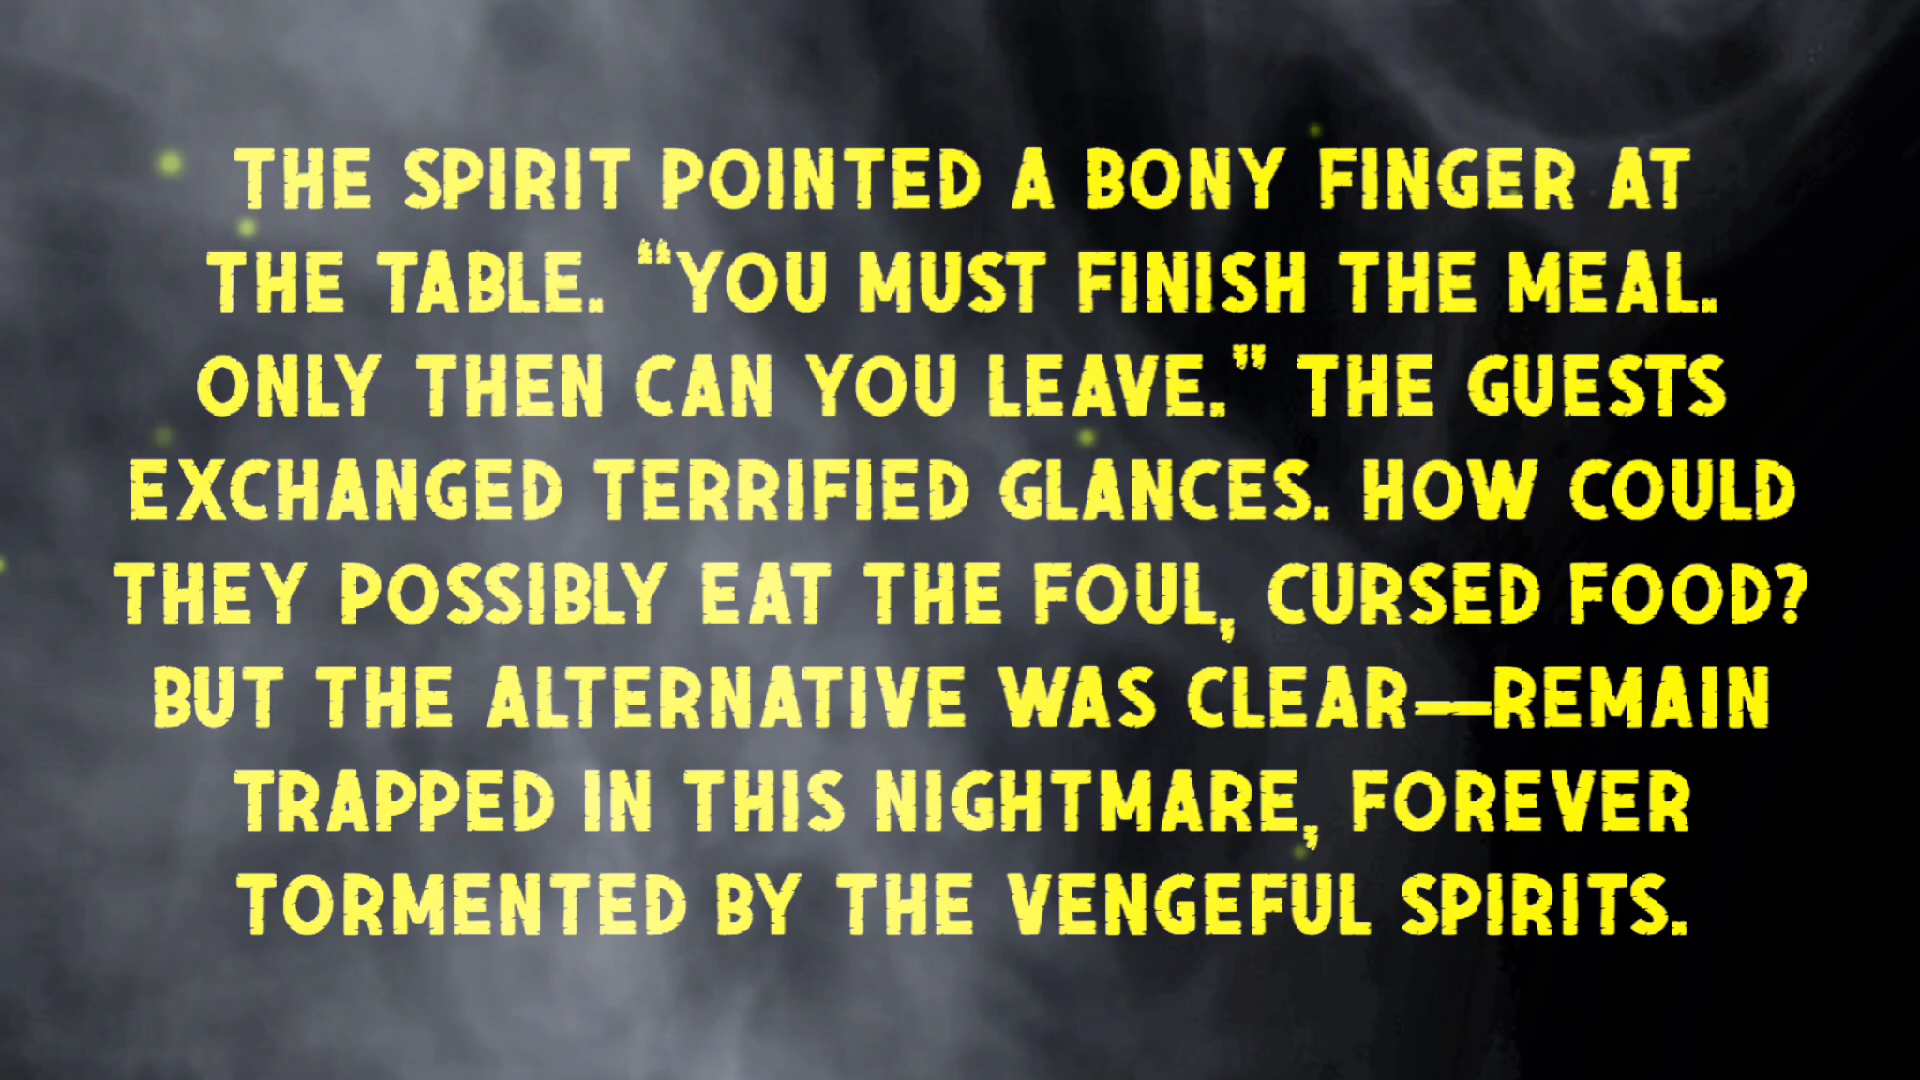 THE SPIRIT POINTED A BONY FINGER AT
THE TABLE. “YOU MUST FINISH THE MEAL.
ONLY THEN CAN YOU LEAVE.” THE GUESTS
EXCHANGED TERRIFIED GLANCES. HOW COULD
THEY POSSIBLY EAT THE FOUL, CURSED FOOD?
BUT THE ALTERNATIVE WAS CLEAR—REMAIN
TRAPPED IN THIS NIGHTMARE, FOREVER
TORMENTED BY THE VENGEFUL SPIRITS.